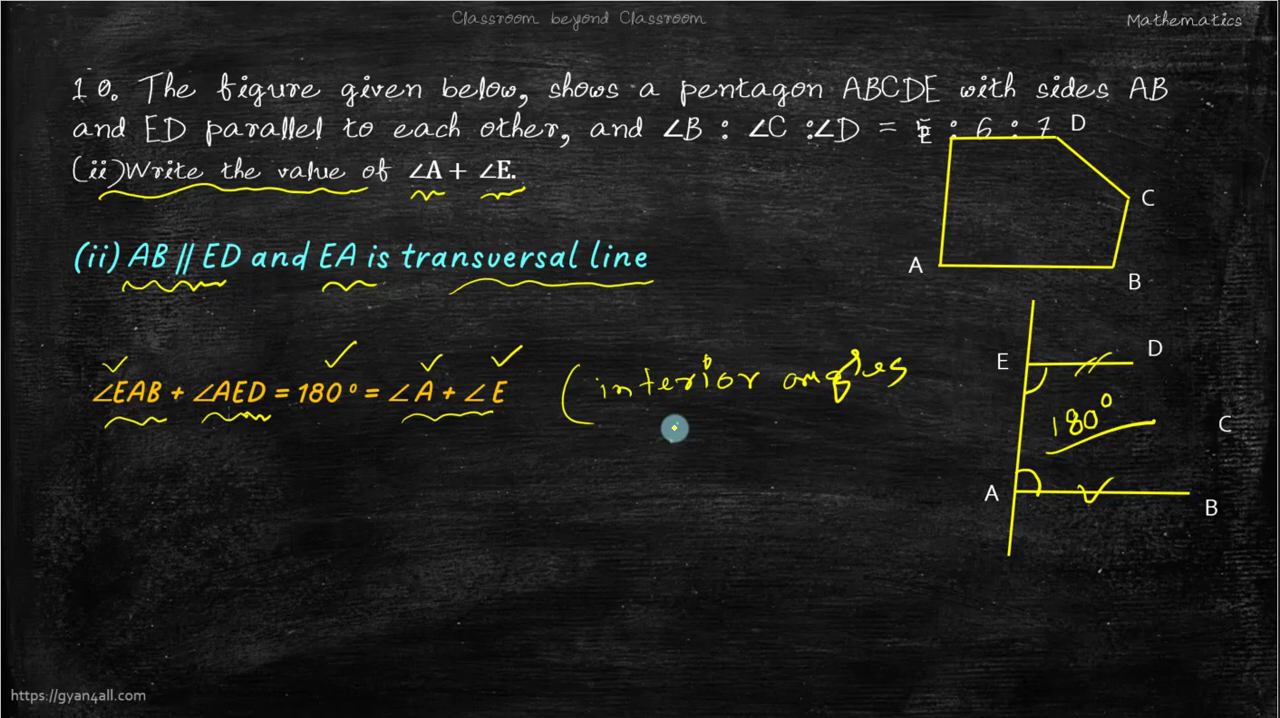 Classroom beyond Classroom
Mathematics
10. The figure given below, shows a pentagon ABCDE with sides AB
and ED parallel to each other, and ∠B : ∠C :∠D = : 6 : 7
(ii)Write the value of ∠A + ∠E.
E
D
C
A
B
(ii) AB || ED and EA is transversal line
∠EAB + ∠AED = 180° = ∠A + ∠E (interior angles
E
D
180°
C
A
B
https://gyan4all.com